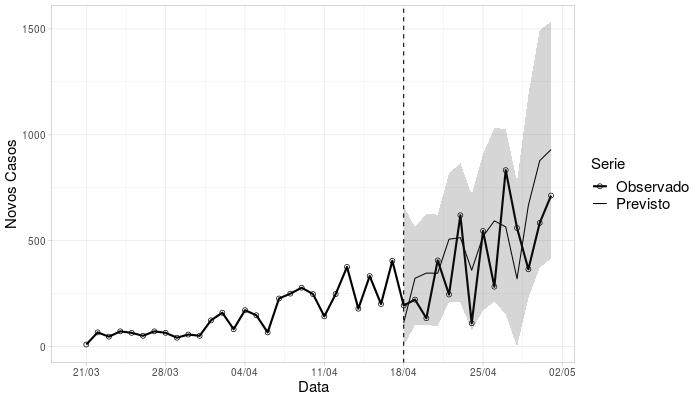 1500
1000
500
0
Novos Casos
21/03
28/03
04/04
11/04
18/04
25/04
02/05
Data
Serie
Observado
Previsto